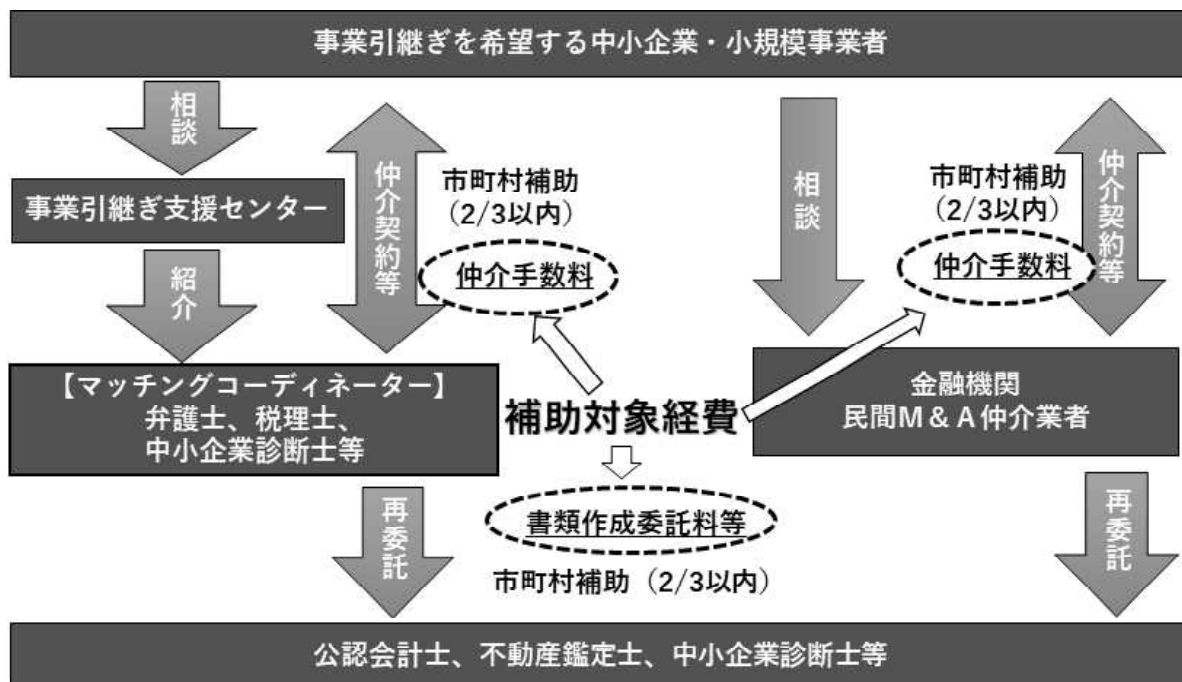 事業引継ぎを希望する中小企業・小規模事業者
相談
事業引継ぎ支援センター
紹介
仲介契約等
市町村補助
（2/3以内）
仲介手数料
相談
市町村補助
（2/3以内）
仲介手数料
仲介契約等
【マッチングコーディネーター】
弁護士、税理士、
中小企業診断士等
補助対象経費
金融機関
民間M＆A仲介業者
再委託
書類作成委託料等
市町村補助（2/3以内）
再委託
公認会計士、不動産鑑定士、中小企業診断士等